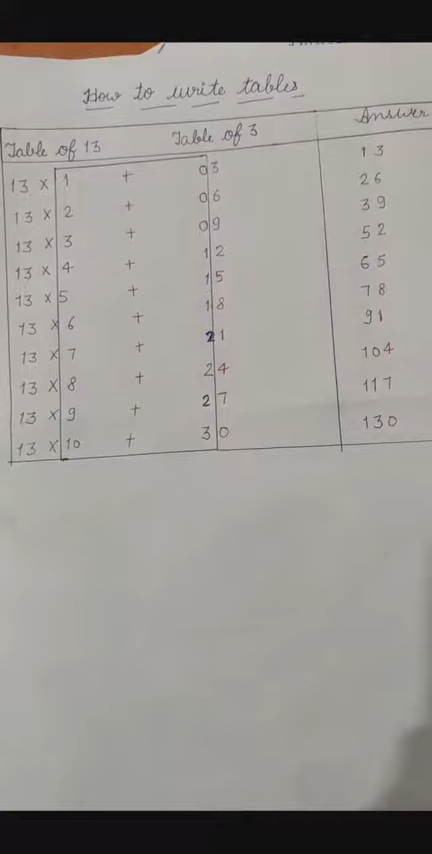 How to write tables
Table of 13 Table of 3 Answer
13 x 1 + 03 13
13 x 2 + 06 26
13 x 3 + 09 39
13 x 4 + 12 52
13 x 5 + 15 65
13 x 6 + 18 78
13 x 7 + 21 91
13 x 8 + 24 104
13 x 9 + 27 117
13 x 10 + 30 130